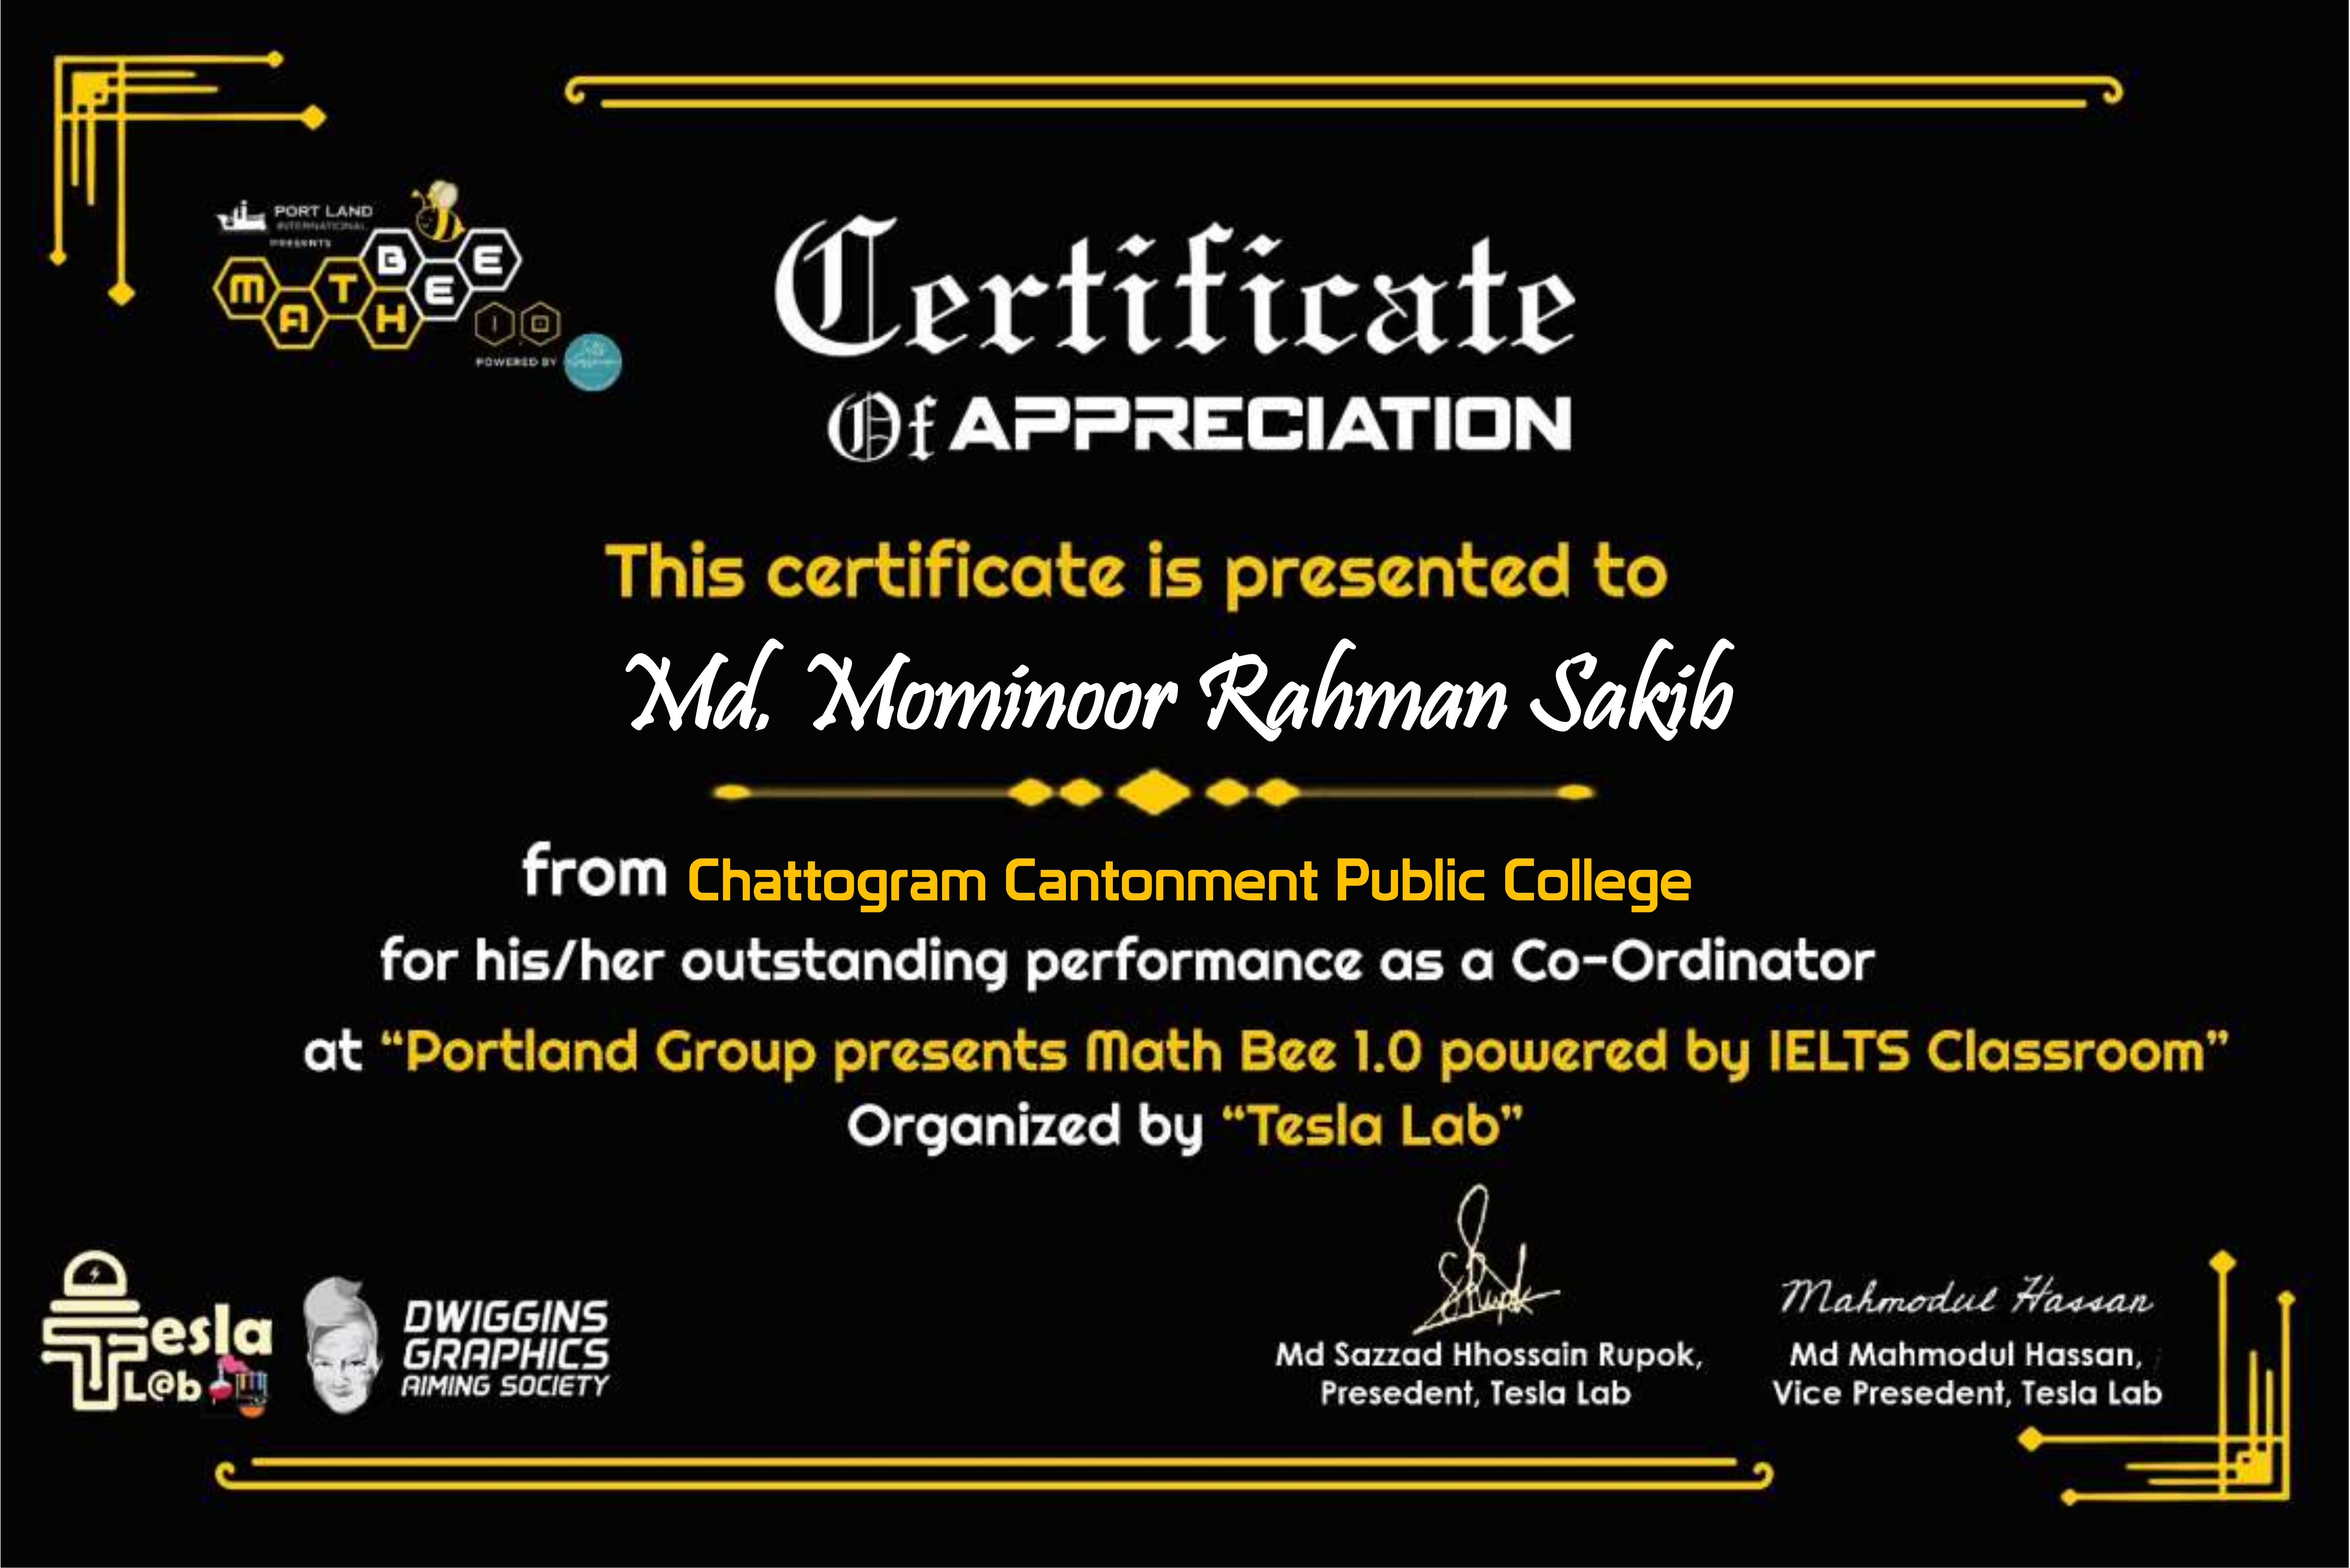 PORT LAND
INTERNATIONAL
PRESENTS
MATH BEE
1.0
POWERED BY
Certificate
Of APPRECIATION
This certificate is presented to
Md. Mominoor Rahman Sakib
from Chattogram Cantonment Public College
for his/her outstanding performance as a Co-Ordinator
at “Portland Group presents Math Bee 1.0 powered by IELTS Classroom”
Organized by “Tesla Lab”
Tesla
L@b
DWIGGINS
GRAPHICS
AIMING SOCIETY
SRupok
Md Sazzad Hhossain Rupok,
Presedent, Tesla Lab
Mahmodul Hassan
Md Mahmodul Hassan,
Vice Presedent, Tesla Lab